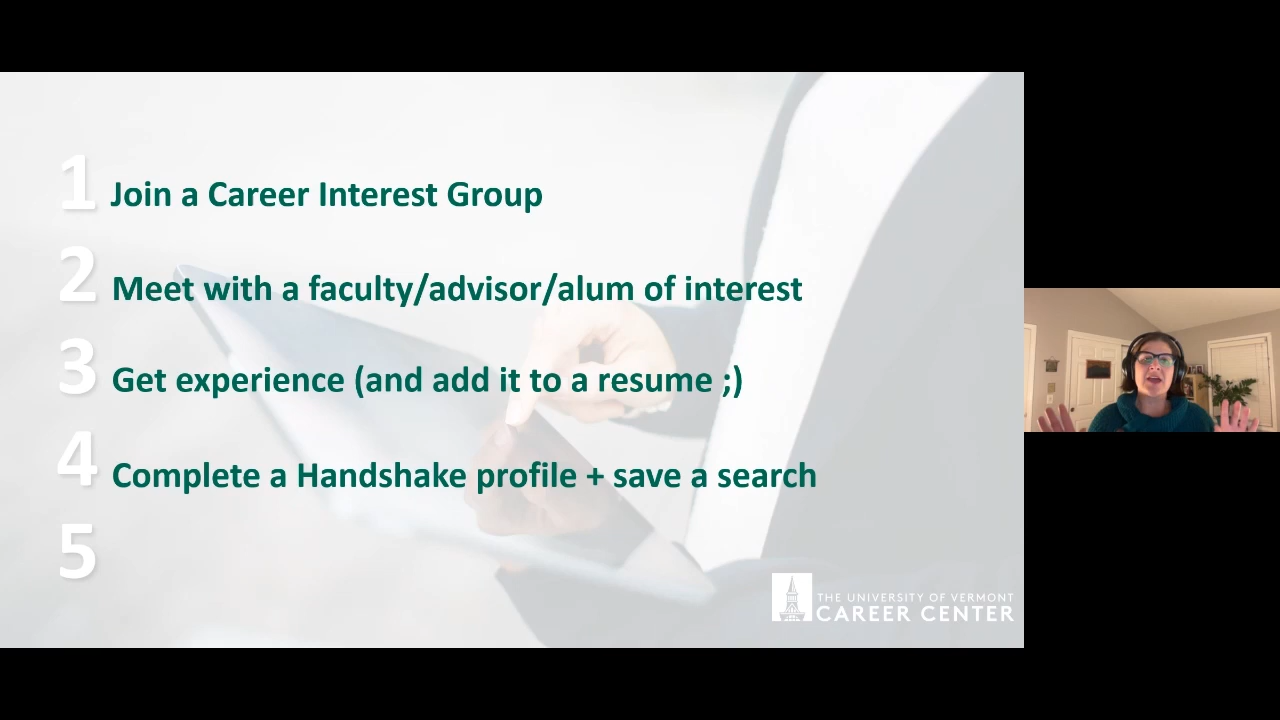 1 Join a Career Interest Group
2 Meet with a faculty/advisor/alum of interest
3 Get experience (and add it to a resume ;)
4 Complete a Handshake profile + save a search
5
THE UNIVERSITY OF VERMONT
CAREER CENTER